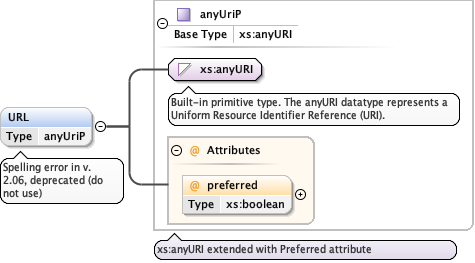 anyUriP
Base Type xs:anyURI
xs:anyURI
Built-in primitive type. The anyURI datatype represents a
Uniform Resource Identifier Reference (URI).
URL
Type anyUriP
Spelling error in v.
2.06, deprecated (do
not use)
@ Attributes
@ preferred
Type xs:boolean
xs:anyURI extended with Preferred attribute